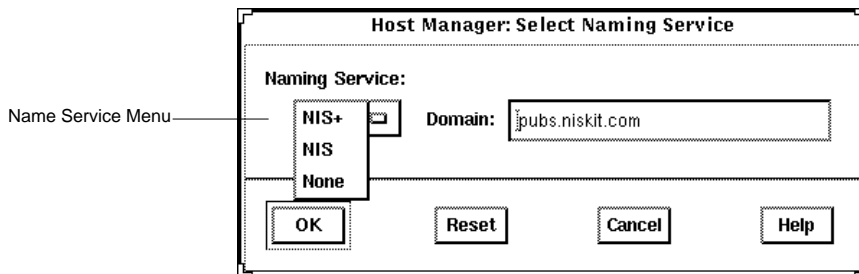 Host Manager: Select Naming Service
Naming Service:
Name Service Menu
NIS+
Domain:
pubs.niskit.com
NIS
None
OK
Reset
Cancel
Help